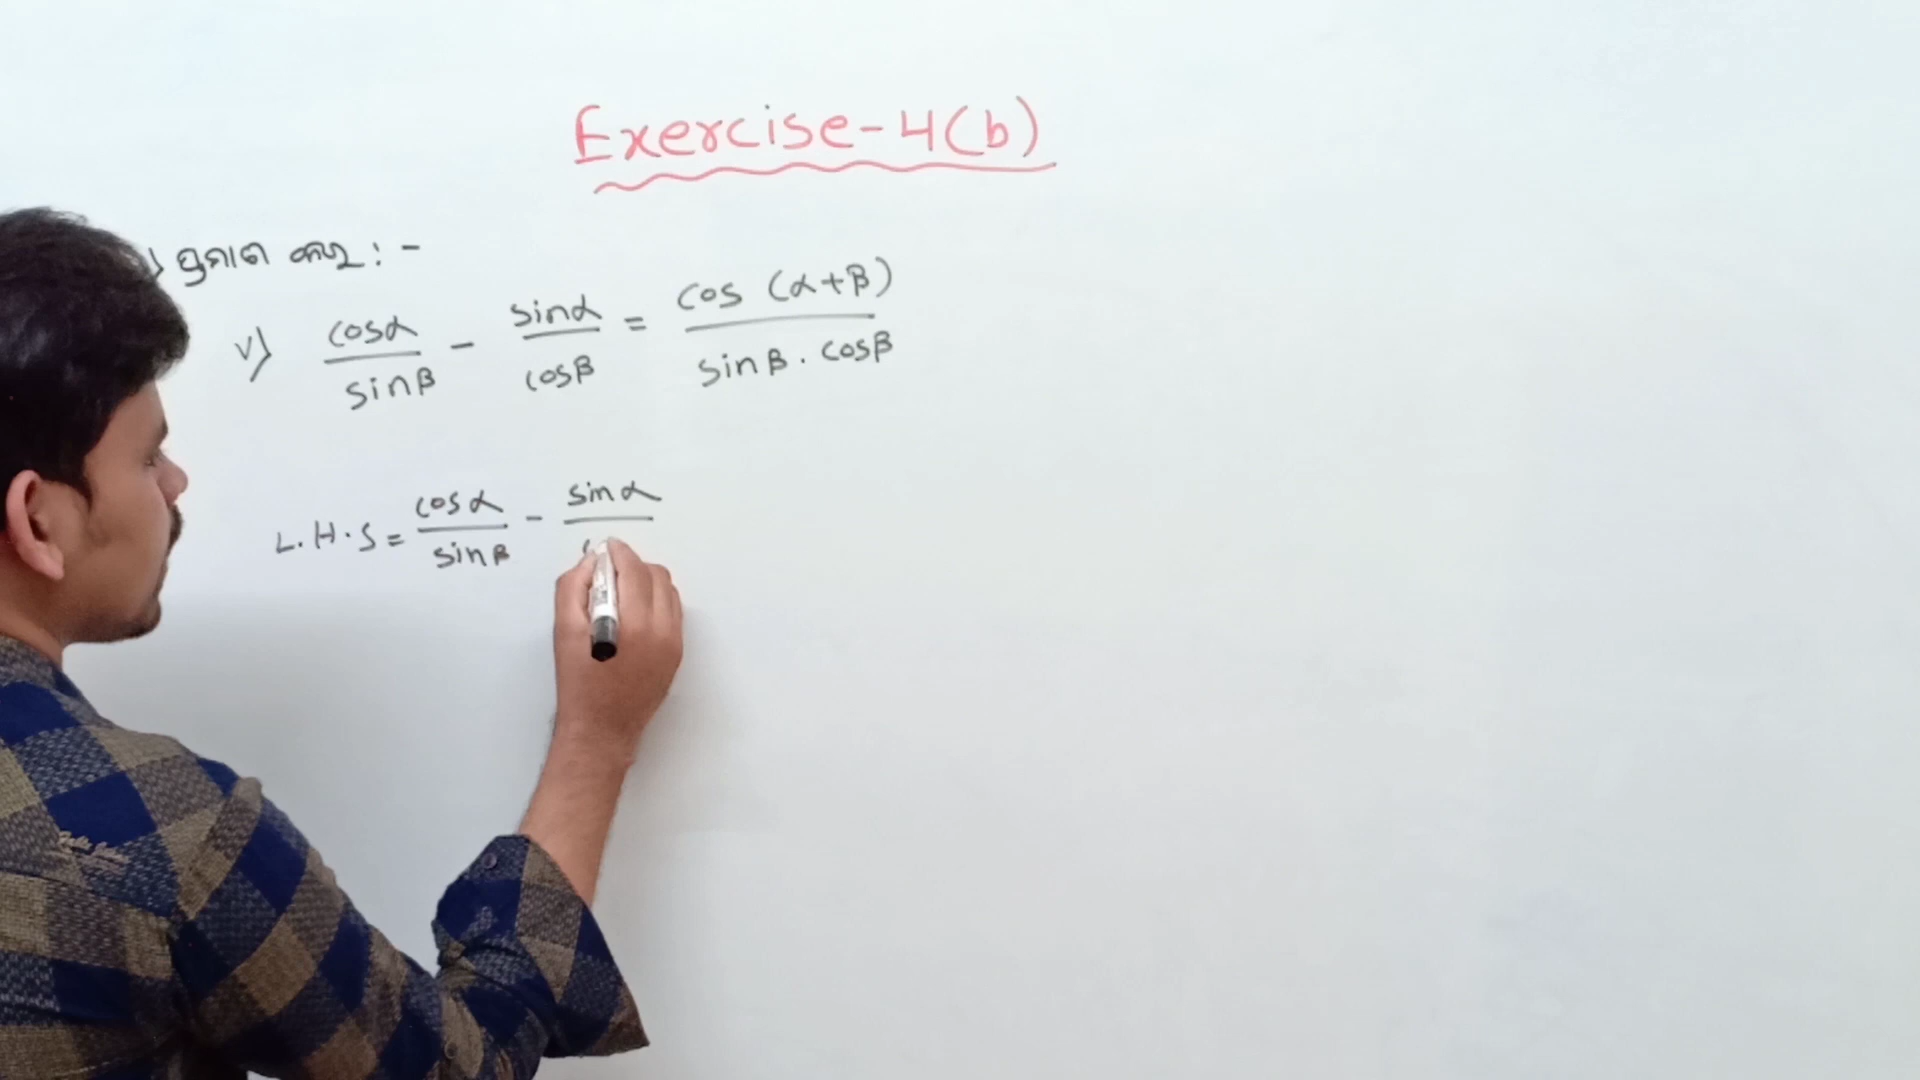 Exercise-4(b)
) ପ୍ରମାଣ କର : -
v) cosα/sinβ - sinα/cosβ = cos (α+β)/sinβ . cosβ
L.H.S = cosα/sinβ - sinα/